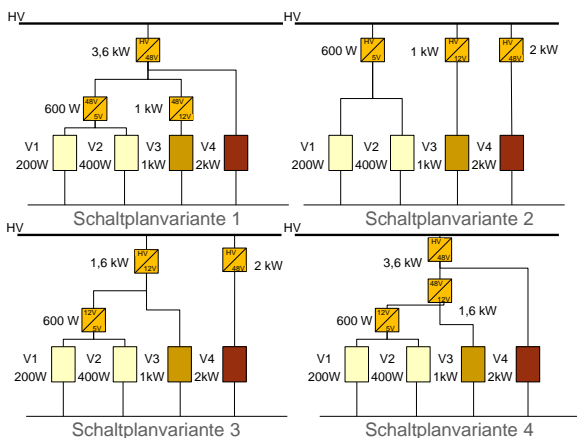 HV
3,6 kW
HV
48V
600 W
48V
5V
1 kW
48V
12V
V1
200W
V2
400W
V3
1kW
V4
2kW
Schaltplanvariante 1
HV
600 W
HV
5V
1 kW
HV
12V
HV
48V
2 kW
V1
200W
V2
400W
V3
1kW
V4
2kW
Schaltplanvariante 2
HV
1,6 kW
HV
12V
HV
48V
2 kW
600 W
12V
5V
V1
200W
V2
400W
V3
1kW
V4
2kW
Schaltplanvariante 3
HV
3,6 kW
HV
48V
48V
12V
1,6 kW
600 W
12V
5V
V1
200W
V2
400W
V3
1kW
V4
2kW
Schaltplanvariante 4